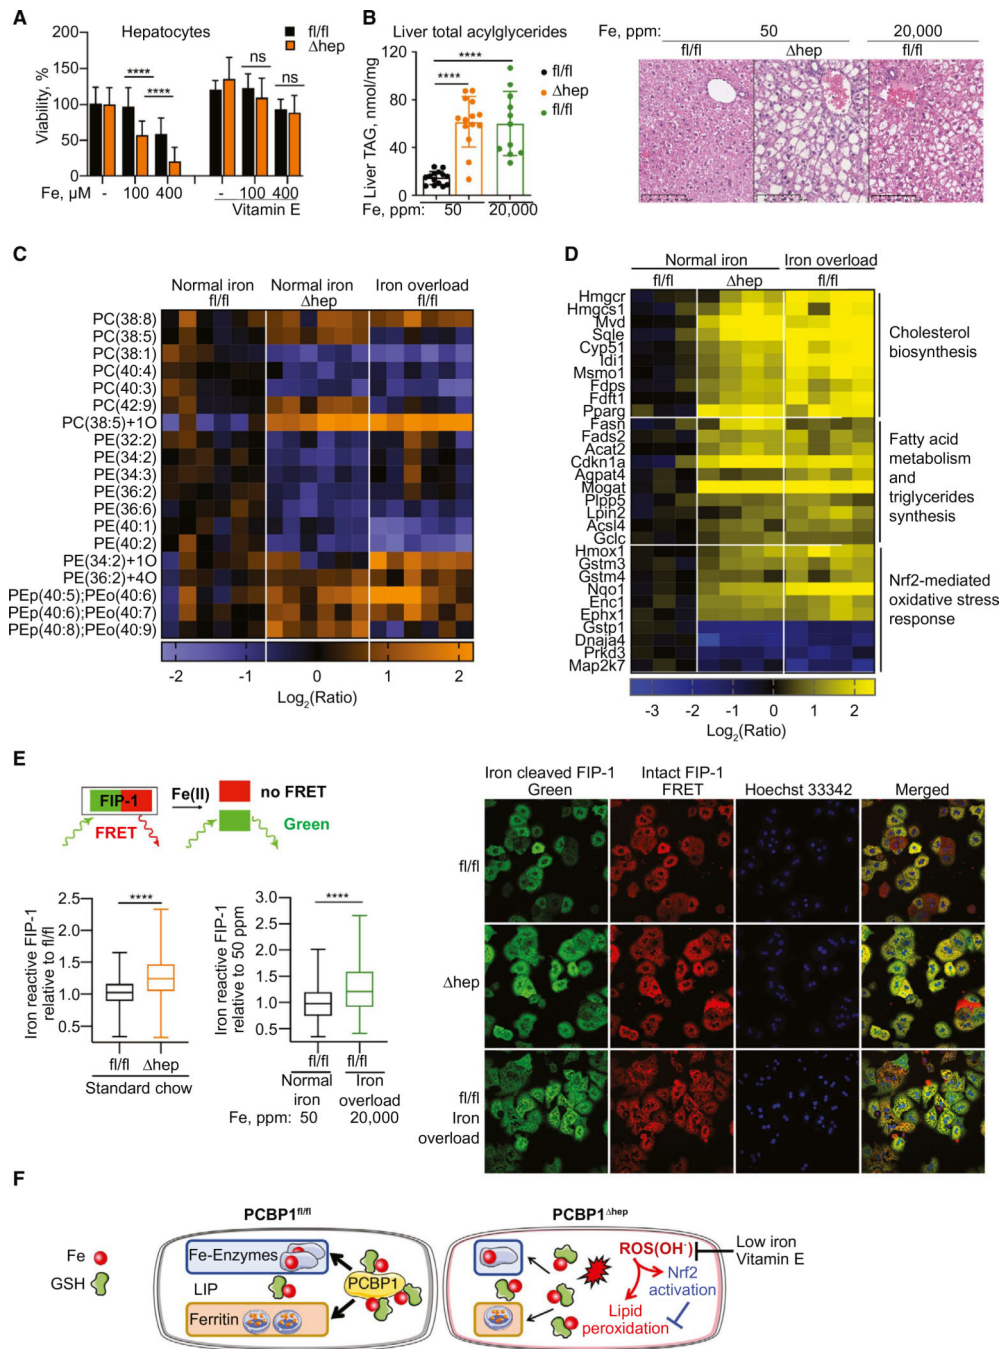 A
Hepatocytes
fl/fl
Δhep
Viability, %
200
150
100
50
0
****
****
ns
ns
Fe, μM
- 100 400 - 100 400
Vitamin E
B
Liver total acylglycerides
Liver TAG, nmol/mg
120
80
40
0
****
****
fl/fl
Δhep
fl/fl
Fe, ppm: 50 20,000
Fe, ppm: 50 20,000
fl/fl Δhep fl/fl
C
Normal iron fl/fl
Normal iron Δhep
Iron overload fl/fl
PC(38:8)
PC(38:5)
PC(38:1)
PC(40:4)
PC(40:3)
PC(42:9)
PC(38:5)+1O
PE(32:2)
PE(34:2)
PE(34:3)
PE(36:2)
PE(36:6)
PE(40:1)
PE(40:2)
PE(34:2)+1O
PE(36:2)+4O
PEp(40:5);PEo(40:6)
PEp(40:6);PEo(40:7)
PEp(40:8);PEo(40:9)
-2 -1 0 1 2
Log2(Ratio)
D
Normal iron Iron overload
fl/fl Δhep fl/fl
Hmgcr
Hmgcs1
Mvd
Sqle
Cyp51
Idi1
Msmo1
Fdps
Fdft1
Pparg
Fasn
Fads2
Acat2
Cdkn1a
Agpat4
Mogat
Plpp5
Lpin2
Acsl4
Gclc
Hmox1
Gstm3
Gstm4
Nqo1
Enc1
Ephx1
Gstp1
Dnaja4
Prkd3
Map2k7
Cholesterol
biosynthesis
Fatty acid
metabolism
and
triglycerides
synthesis
Nrf2-mediated
oxidative stress
response
-3 -2 -1 0 1 2
Log2(Ratio)
E
FIP-1
FRET
Fe(II)
no FRET
Green
Iron reactive FIP-1
relative to fl/fl
2.5
2.0
1.5
1.0
0.5
****
fl/fl Δhep
Standard chow
Iron reactive FIP-1
relative to 50 ppm
3.0
2.5
2.0
1.5
1.0
0.5
****
fl/fl fl/fl
Normal Iron
iron overload
Fe, ppm: 50 20,000
Iron cleaved FIP-1
Green
Intact FIP-1
FRET
Hoechst 33342
Merged
fl/fl
Δhep
fl/fl
Iron
overload
F
Fe
GSH
PCBP1fl/fl
Fe-Enzymes
LIP
PCBP1
Ferritin
PCBP1Δhep
ROS(OH·)
Low iron
Vitamin E
Nrf2
activation
Lipid
peroxidation